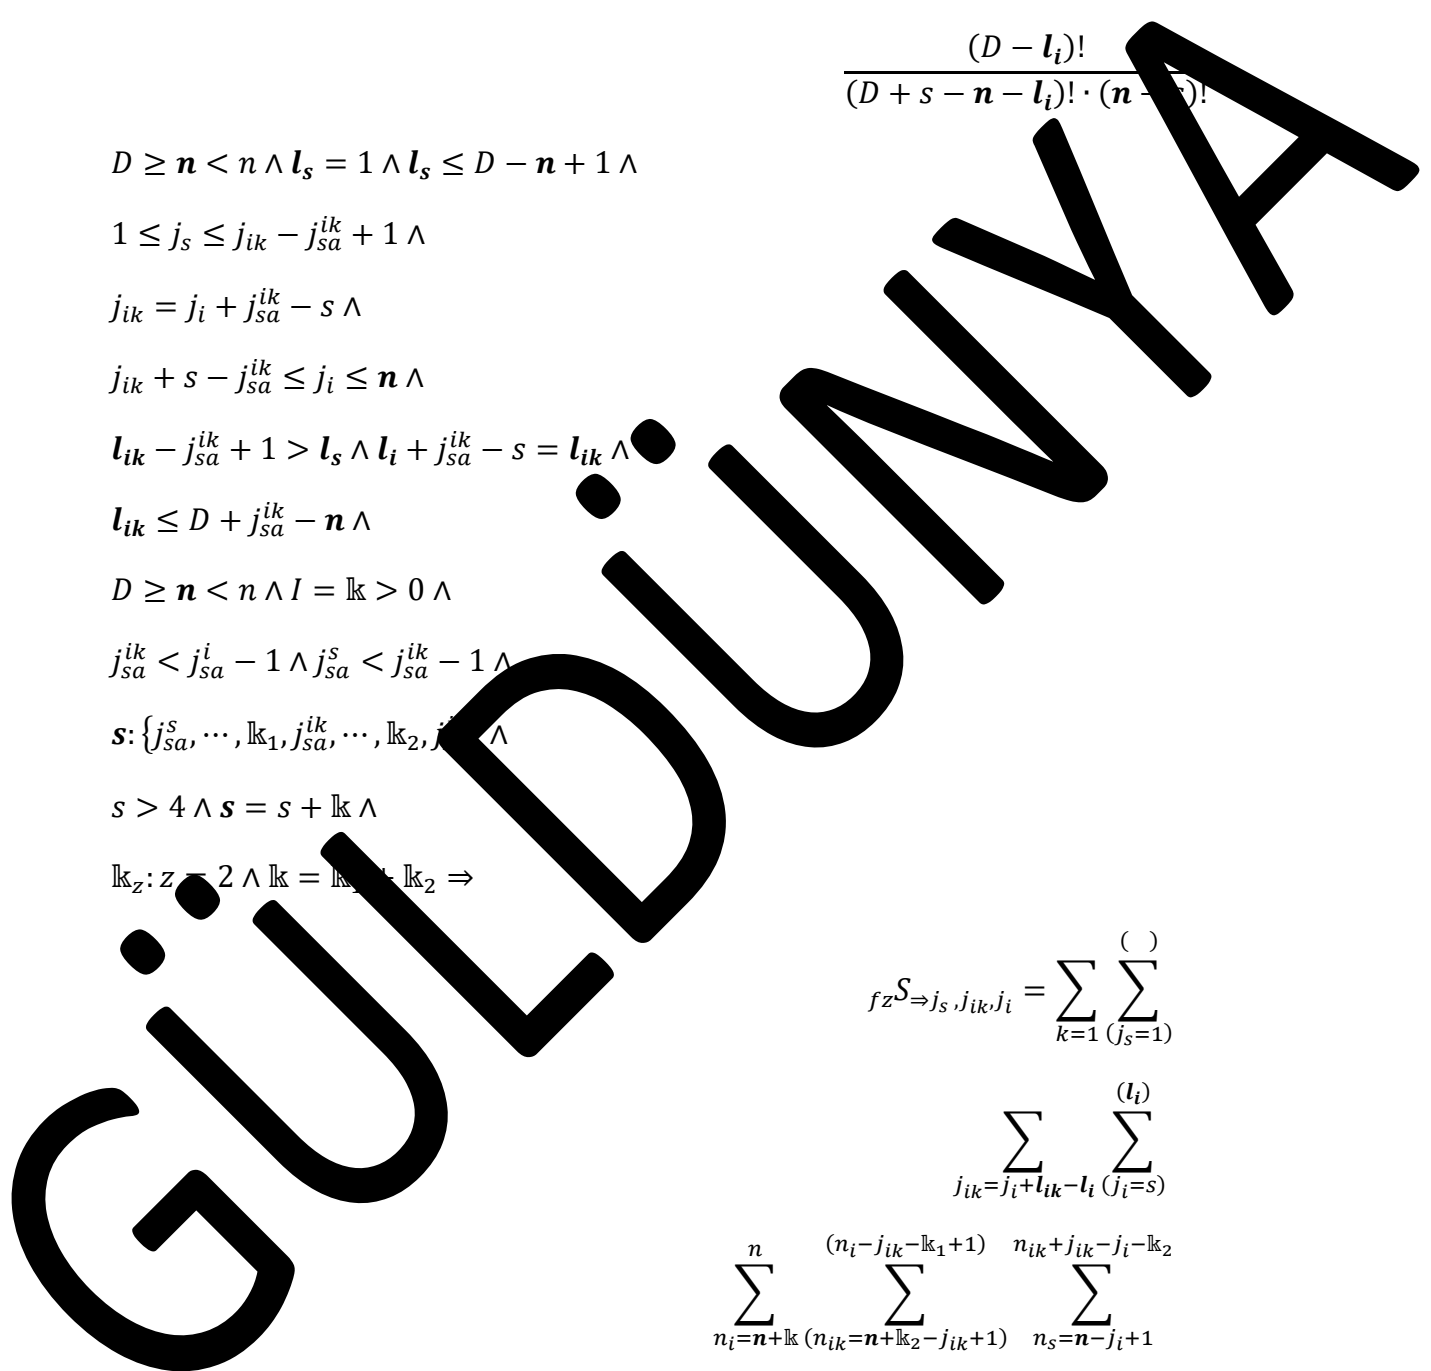 (D − l_i)!
(D + s − n − l_i)! · (n − s)!
D ≥ n < n ∧ l_s = 1 ∧ l_s ≤ D − n + 1 ∧
1 ≤ j_s ≤ j_ik − j_sa^ik + 1 ∧
j_ik = j_i + j_sa^ik − s ∧
j_ik + s − j_sa^ik ≤ j_i ≤ n ∧
l_ik − j_sa^ik + 1 > l_s ∧ l_i + j_sa^ik − s = l_ik ∧
l_ik ≤ D + j_sa^ik − n ∧
D ≥ n < n ∧ I = 𝕜 > 0 ∧
j_sa^ik < j_sa^i − 1 ∧ j_sa^s < j_sa^ik − 1 ∧
s: {j_sa^s, ⋯ , 𝕜_1, j_sa^ik, ⋯ , 𝕜_2, ∧
s > 4 ∧ s = s + 𝕜 ∧
𝕜_z: z = 2 ∧ 𝕜 = 𝕜_1 + 𝕜_2 ⇒
( )
fz S_⇒j_s,j_ik,j_i = ∑ ∑
k=1 (j_s=1)
(l_i)
∑ ∑
j_ik=j_i+l_ik−l_i (j_i=s)
n (n_i−j_ik−𝕜_1+1) n_ik+j_ik−j_i−𝕜_2
∑ ∑ ∑
n_i=n+𝕜 (n_ik=n+𝕜_2−j_ik+1) n_s=n−j_i+1
GÜLDÜNYA